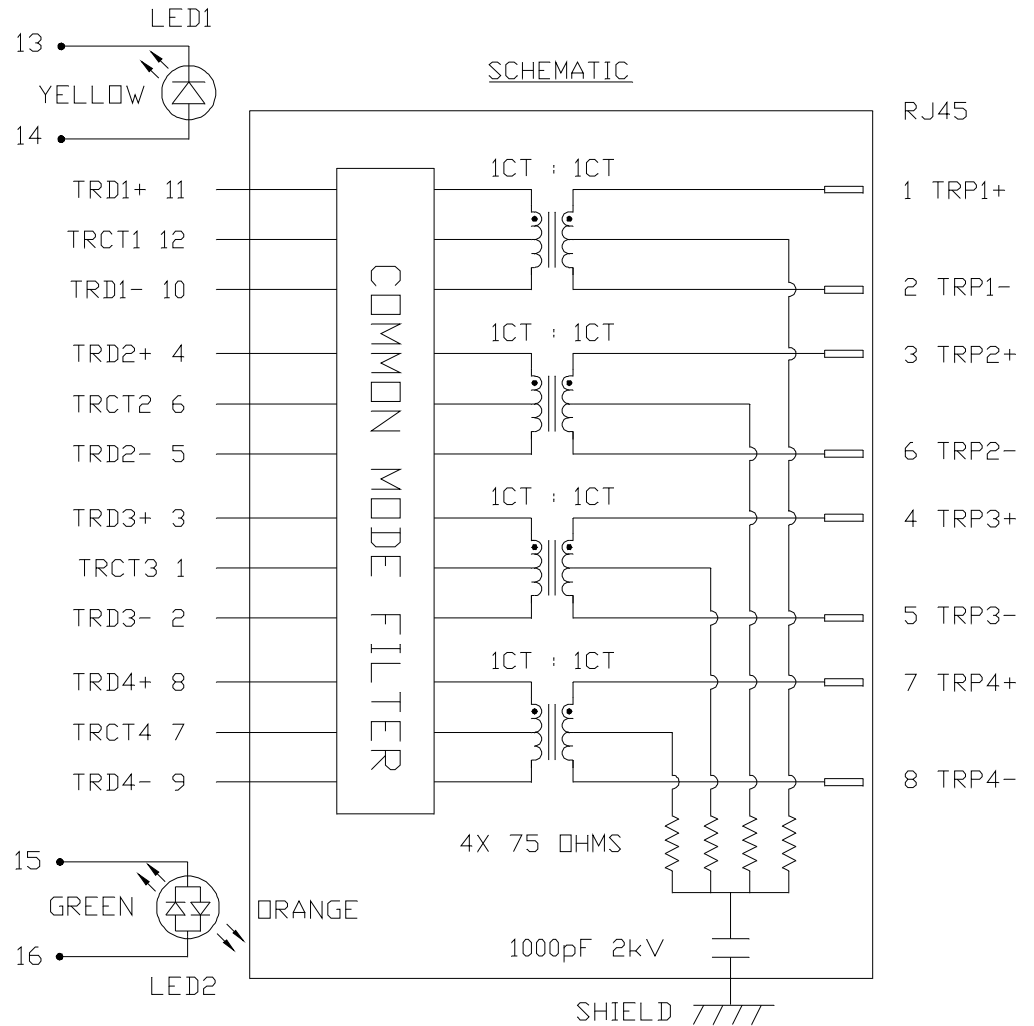 LED1
13
SCHEMATIC
YELLOW
14
RJ45
1CT : 1CT
TRD1+ 11
1 TRP1+
TRCT1 12
TRD1- 10
2 TRP1-
1CT : 1CT
TRD2+ 4
3 TRP2+
TRCT2 6
TRD2- 5
6 TRP2-
1CT : 1CT
TRD3+ 3
4 TRP3+
TRCT3 1
TRD3- 2
5 TRP3-
1CT : 1CT
TRD4+ 8
7 TRP4+
TRCT4 7
TRD4- 9
8 TRP4-
COMMON MODE FILTER
4X 75 OHMS
15
GREEN
ORANGE
16
1000pF 2kV
LED2
SHIELD